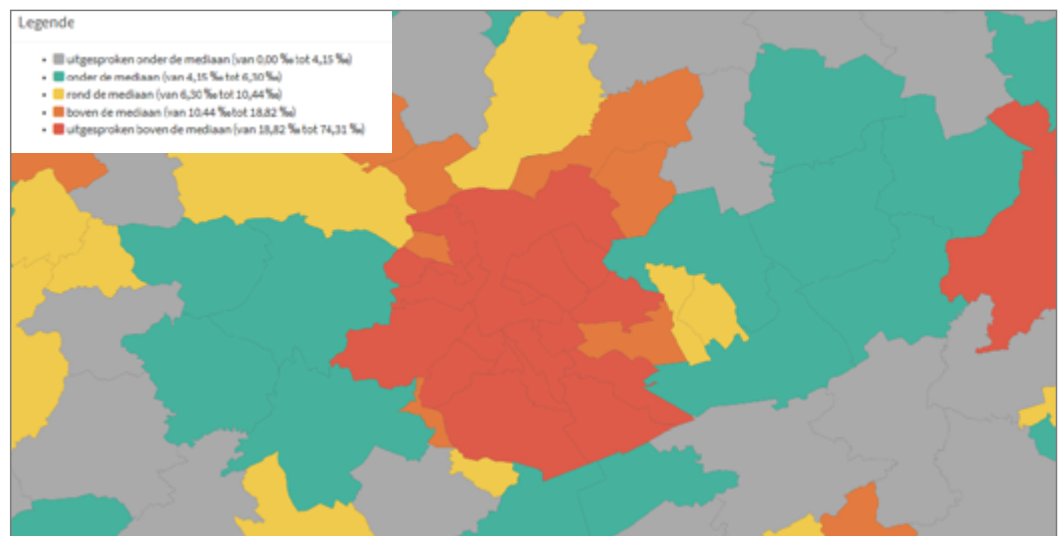 Legende
uitgesproken onder de mediaan (van 0,00 ‰ tot 4,15 ‰)
onder de mediaan (van 4,15 ‰ tot 6,30 ‰)
rond de mediaan (van 6,30 ‰ tot 10,44 ‰)
boven de mediaan (van 10,44 ‰ tot 18,82 ‰)
uitgesproken boven de mediaan (van 18,82 ‰ tot 74,31 ‰)